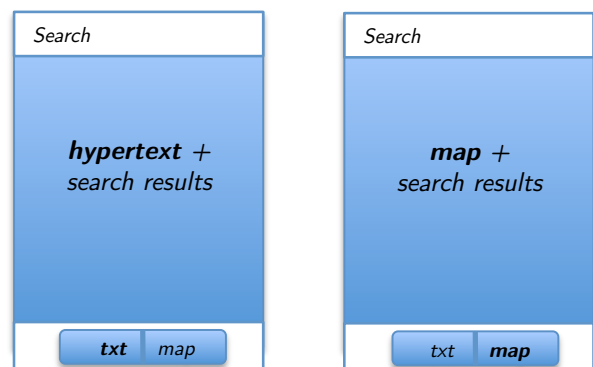 Search
hypertext +
search results
txt map
Search
map +
search results
txt map